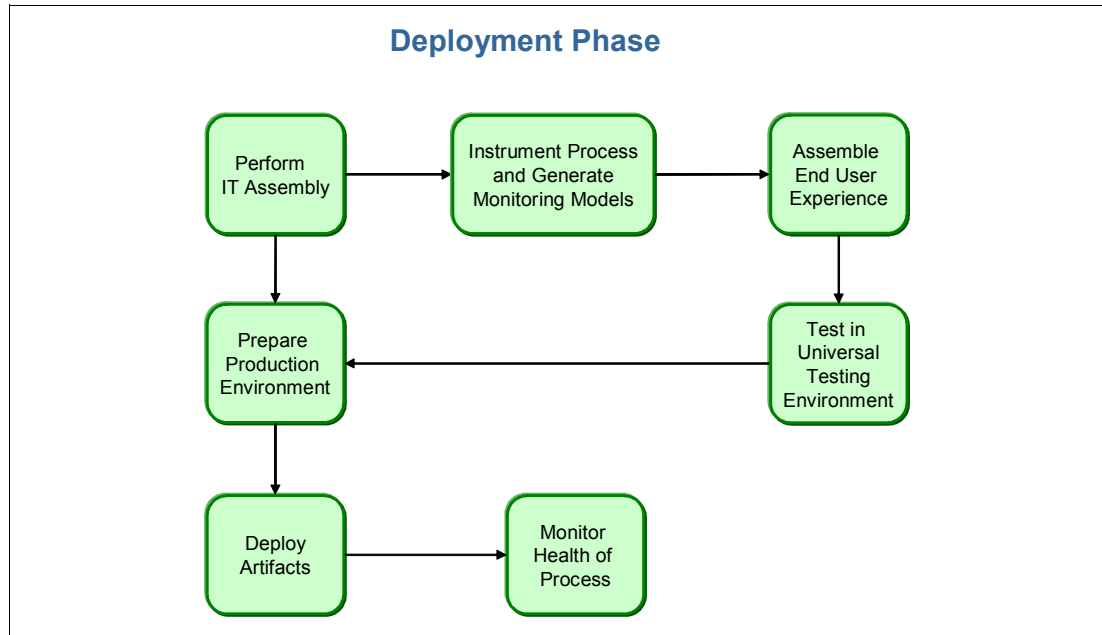 Deployment Phase
Perform
IT Assembly
Instrument Process
and Generate
Monitoring Models
Assemble
End User
Experience
Prepare
Production
Environment
Test in
Universal
Testing
Environment
Deploy
Artifacts
Monitor
Health of
Process